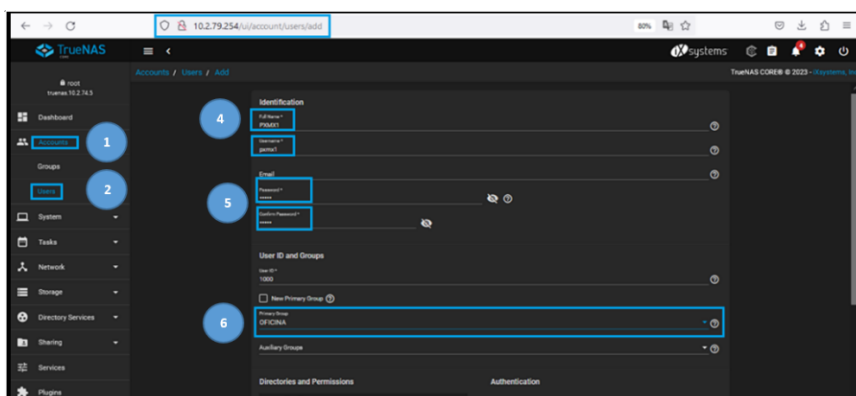 10.2.79.254/ui/account/users/add
80%
TrueNAS
CORE
systems
4
root
truenas.10.2.74.3
Accounts / Users / Add
TrueNAS CORE® © 2023 - iXsystems, Inc
Dashboard
Accounts
1
Groups
Users
2
System
Tasks
Network
Storage
Directory Services
Sharing
Services
Plugins
Identification
4
Full Name *
PXMX1
Username *
pxmx1
Email
5
Password *
•••••
Confirm Password *
•••••
User ID and Groups
User ID *
1000
New Primary Group
6
Primary Group
OFICINA
Auxiliary Groups
Directories and Permissions
Authentication